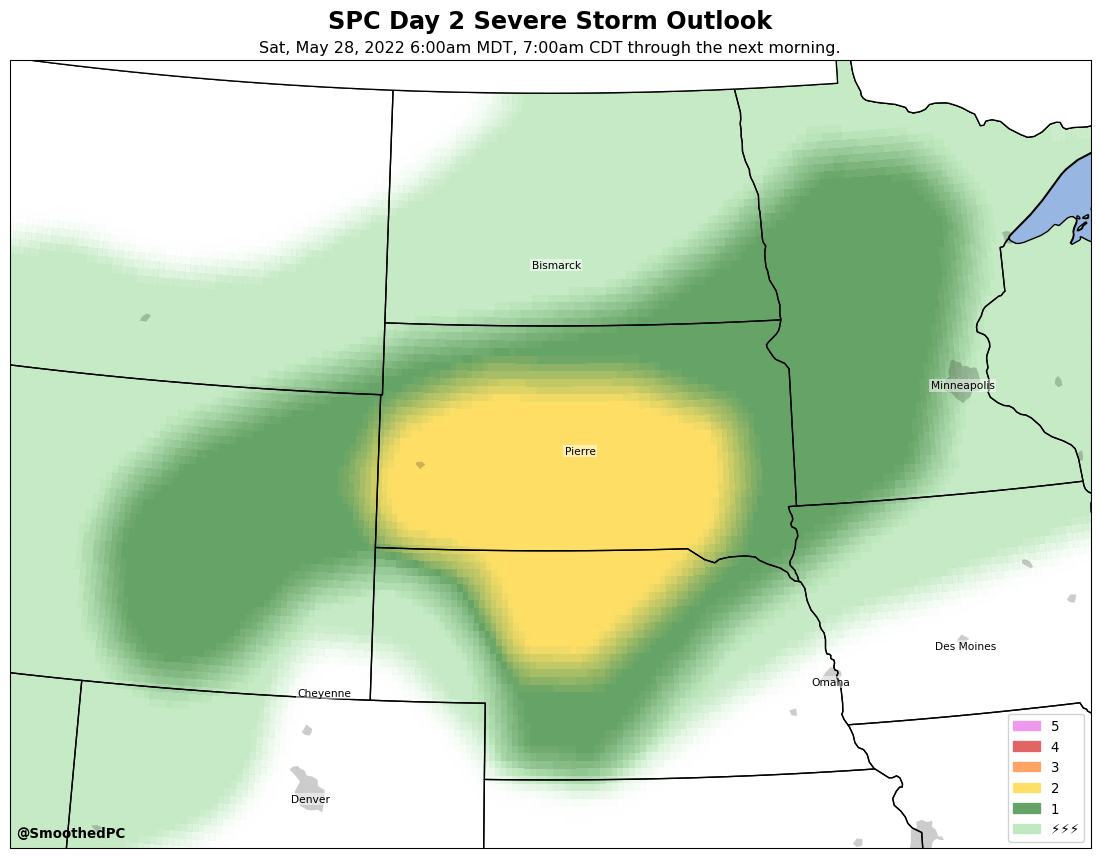 SPC Day 2 Severe Storm Outlook
Sat, May 28, 2022 6:00am MDT, 7:00am CDT through the next morning.
Bismarck
Minneapolis
Pierre
Des Moines
Omaha
Cheyenne
Denver
5
4
3
2
1
⚡⚡⚡
@SmoothedPC